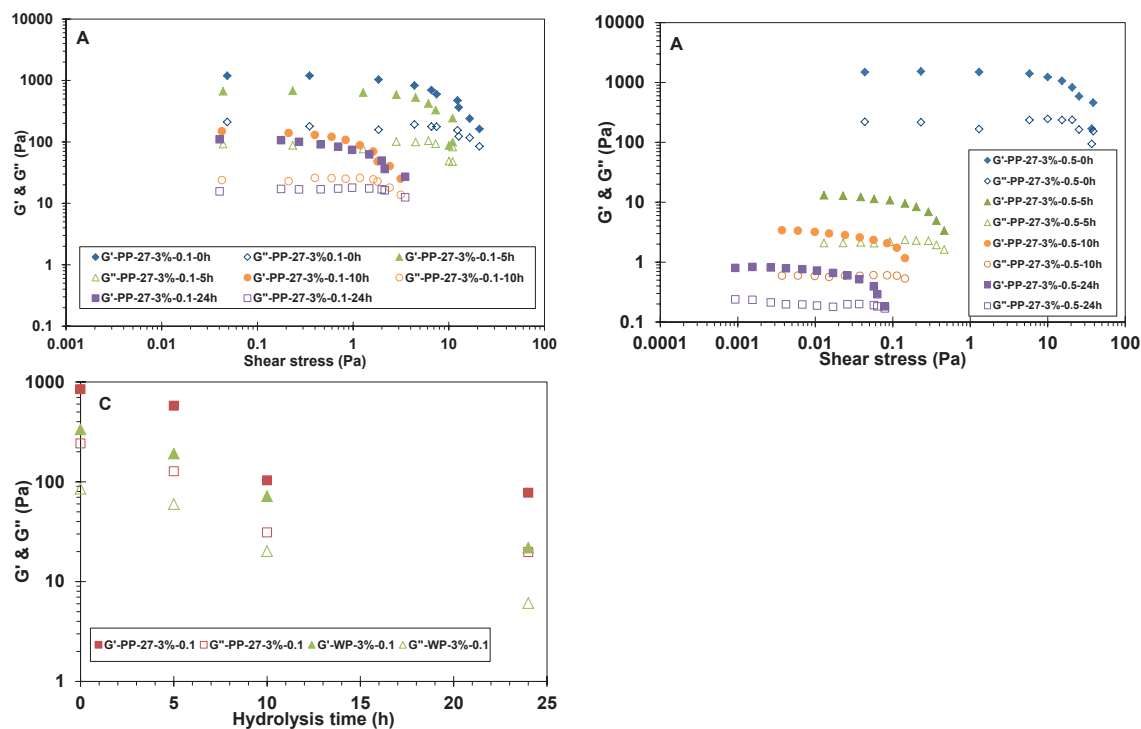 10000
1000
100
10
1
0.1
G' & G'' (Pa)
A
G'-PP-27-3%-0.1-0h
G''-PP-27-3%0.1-0h
G'-PP-27-3%-0.1-5h
G''-PP-27-3%-0.1-5h
G'-PP-27-3%-0.1-10h
G''-PP-27-3%-0.1-10h
G'-PP-27-3%-0.1-24h
G''-PP-27-3%-0.1-24h
0.001 0.01 0.1 1 10 100
Shear stress (Pa)
10000
1000
100
10
1
0.1
G' & G'' (Pa)
A
G'-PP-27-3%-0.5-0h
G''-PP-27-3%-0.5-0h
G'-PP-27-3%-0.5-5h
G''-PP-27-3%-0.5-5h
G'-PP-27-3%-0.5-10h
G''-PP-27-3%-0.5-10h
G'-PP-27-3%-0.5-24h
G''-PP-27-3%-0.5-24h
0.0001 0.001 0.01 0.1 1 10 100
Shear stress (Pa)
1000
100
10
1
G' & G'' (Pa)
C
G'-PP-27-3%-0.1
G''-PP-27-3%-0.1
G'-WP-3%-0.1
G''-WP-3%-0.1
0 5 10 15 20 25
Hydrolysis time (h)